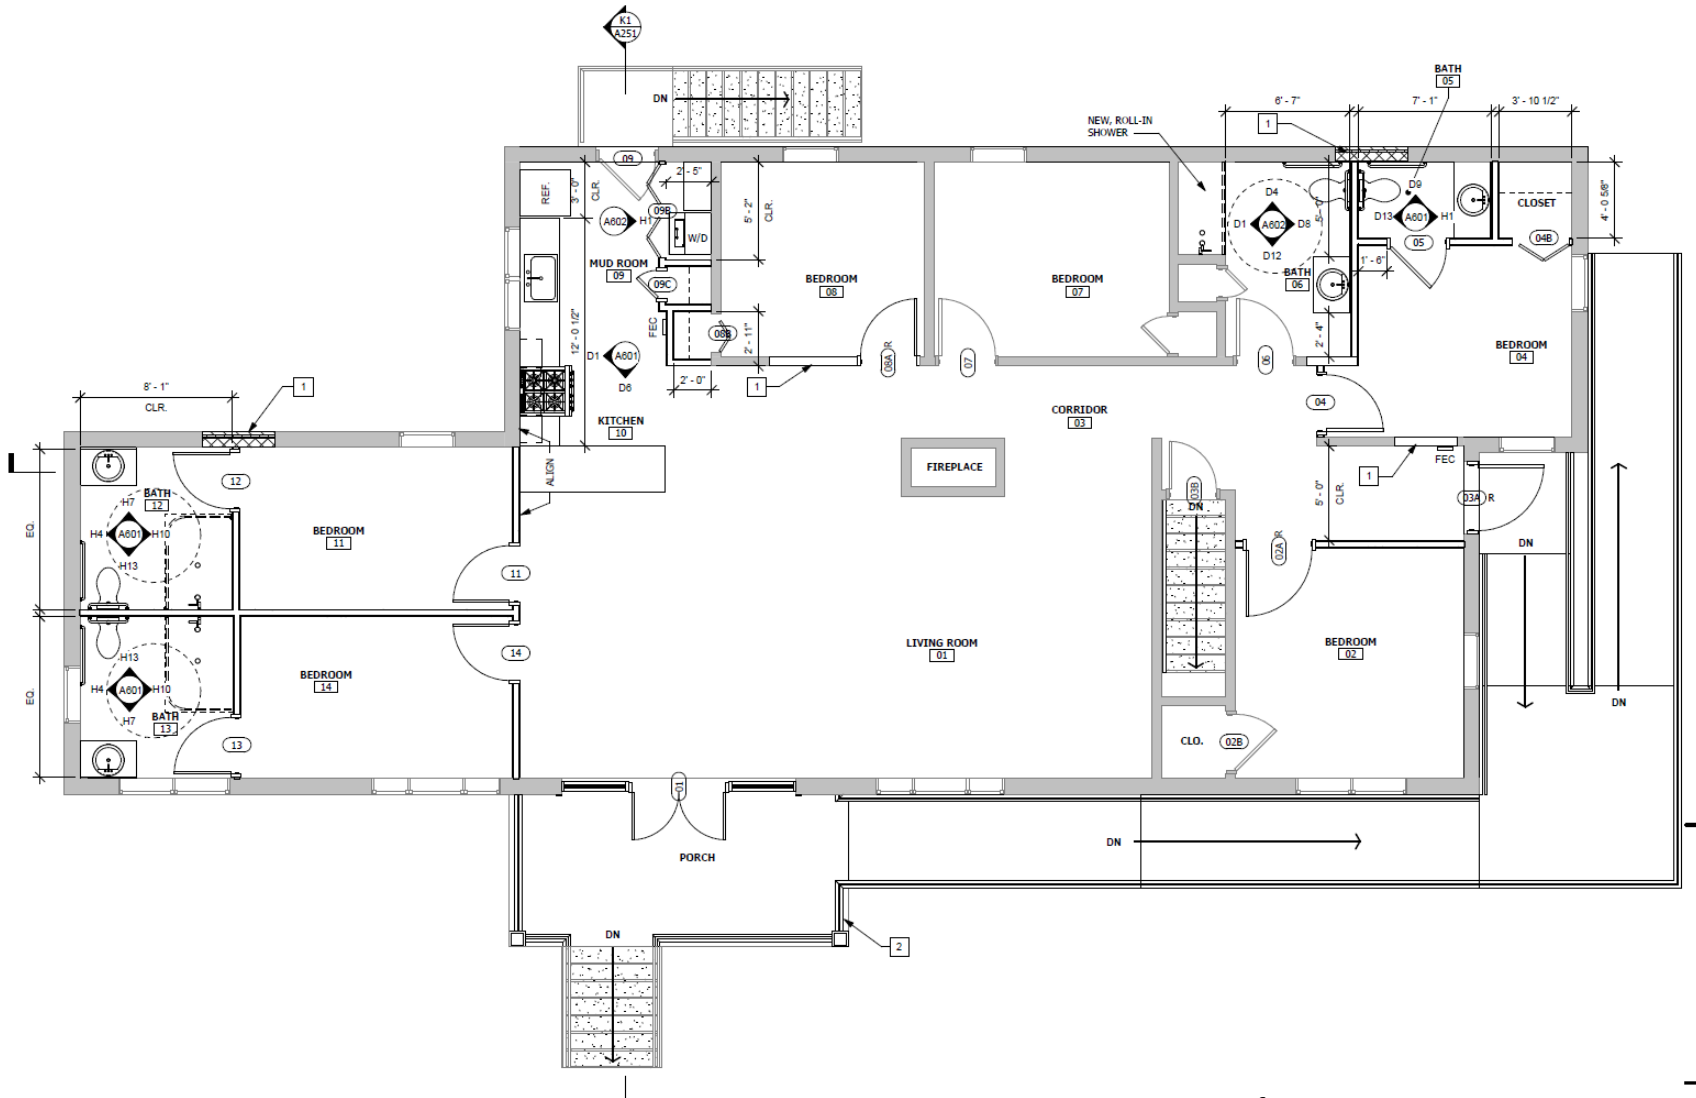 K1
A251
DN
BATH
05
6' - 7"
7' - 1"
3' - 10 1/2"
NEW, ROLL-IN
SHOWER
1
09
REF.
3' - 0"
CLR.
2' - 5"
09B
A602
H1
W/D
MUD ROOM
09
09C
FEC
12' - 0 1/2"
D1
A601
D6
KITCHEN
10
ALIGN
5' - 2"
CLR.
BEDROOM
08
08B
2' - 11"
2' - 0"
1
08A
R
BEDROOM
07
07
D4
D1
A602
D8
D12
5' - 0"
BATH
06
2' - 4"
06
D9
D13
A601
H1
05
1' - 6"
CLOSET
04B
4' - 0 5/8"
BEDROOM
04
04
CORRIDOR
03
FIREPLACE
03B
DN
5' - 0"
CLR.
FEC
1
03A
R
DN
02A
R
BEDROOM
02
DN
CLO.
02B
LIVING ROOM
01
8' - 1"
CLR.
1
12
EQ.
BATH
12
H7
H4
A601
H10
H13
BEDROOM
11
11
EQ.
H13
H4
A601
H10
H7
BATH
13
13
BEDROOM
14
14
01
PORCH
DN
DN
2